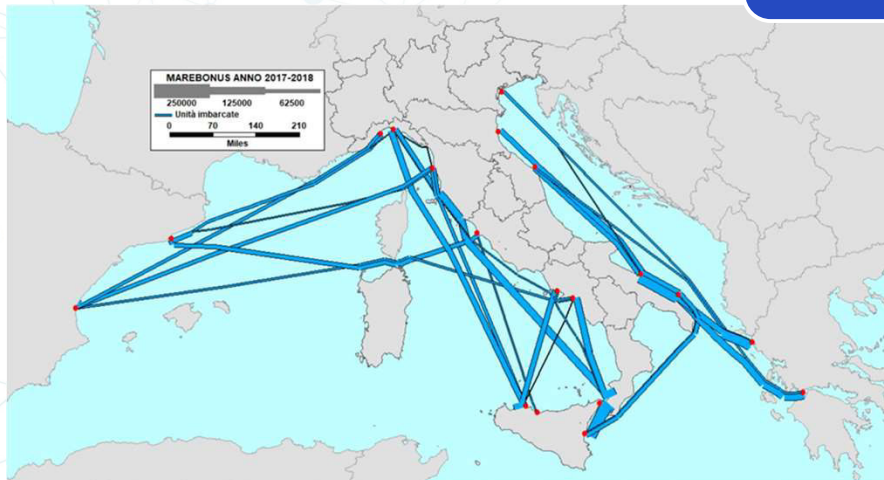 MAREBONUS ANNO 2017-2018
250000 125000 62500
Unità imbarcate
0 70 140 210
Miles